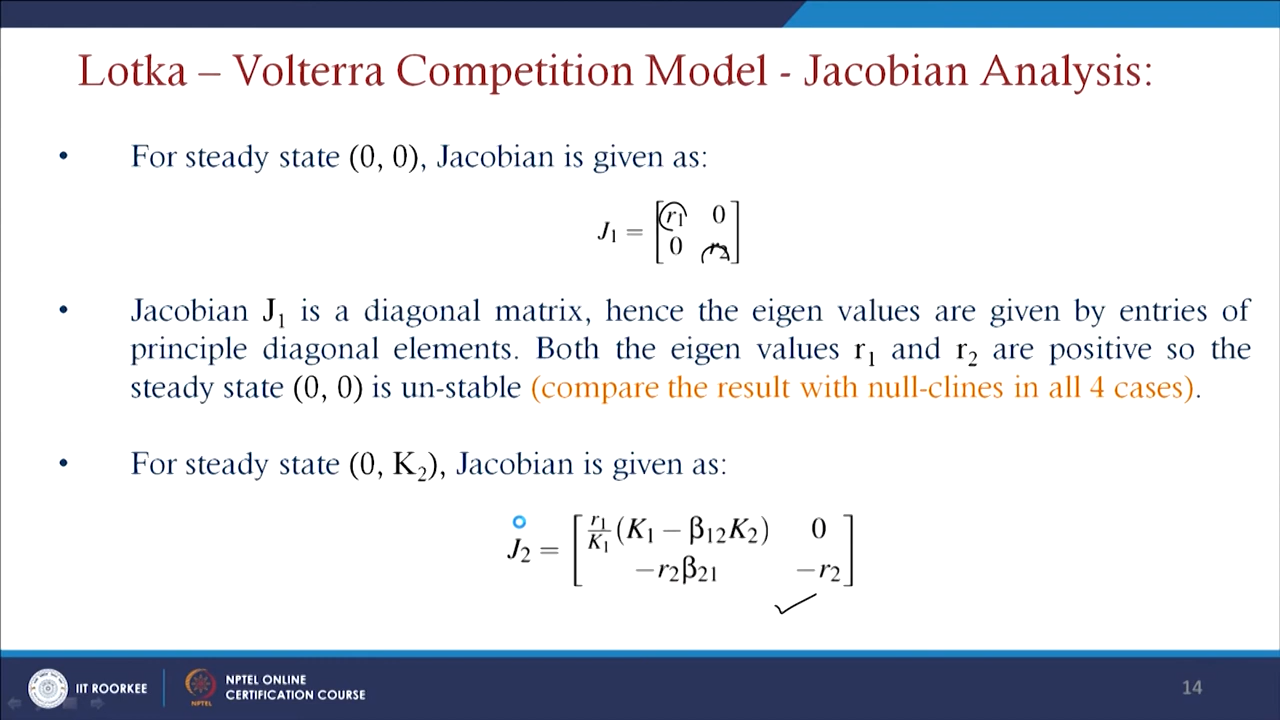 Lotka – Volterra Competition Model - Jacobian Analysis:
• For steady state (0, 0), Jacobian is given as:
J₁ = [r₁ 0
0 r₂]
• Jacobian J₁ is a diagonal matrix, hence the eigen values are given by entries of
principle diagonal elements. Both the eigen values r₁ and r₂ are positive so the
steady state (0, 0) is un-stable (compare the result with null-clines in all 4 cases).
• For steady state (0, K₂), Jacobian is given as:
J₂ = [r₁/K₁ (K₁ − β₁₂K₂) 0
−r₂β₂₁ −r₂]
IIT ROORKEE
NPTEL
NPTEL ONLINE
CERTIFICATION COURSE
14